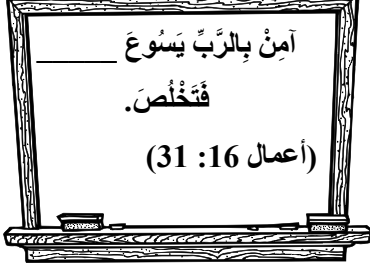 آمِنْ بِالرَّبِّ يَسُوعَ ______
فَتَخْلُصَ.
(أعمال 16: 31)